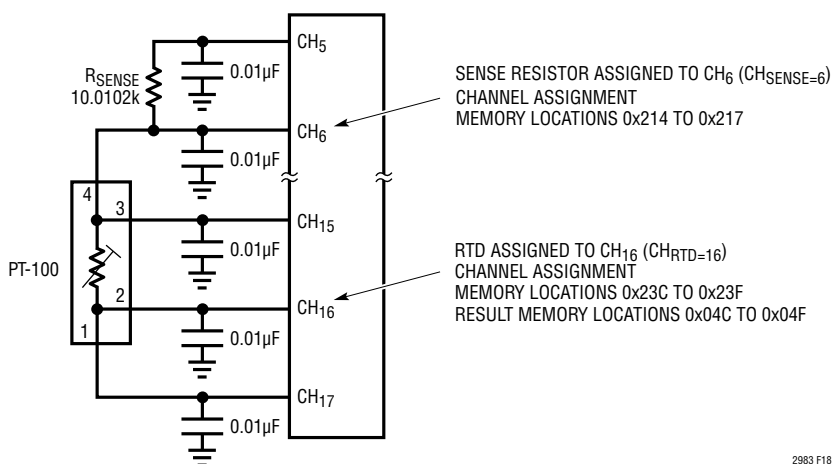 CH5
RSENSE
10.0102k
0.01µF
SENSE RESISTOR ASSIGNED TO CH6 (CHSENSE=6)
CHANNEL ASSIGNMENT
MEMORY LOCATIONS 0x214 TO 0x217
CH6
0.01µF
4
3
CH15
0.01µF
PT-100
RTD ASSIGNED TO CH16 (CHRTD=16)
CHANNEL ASSIGNMENT
MEMORY LOCATIONS 0x23C TO 0x23F
RESULT MEMORY LOCATIONS 0x04C TO 0x04F
2
1
CH16
0.01µF
CH17
0.01µF
2983 F18